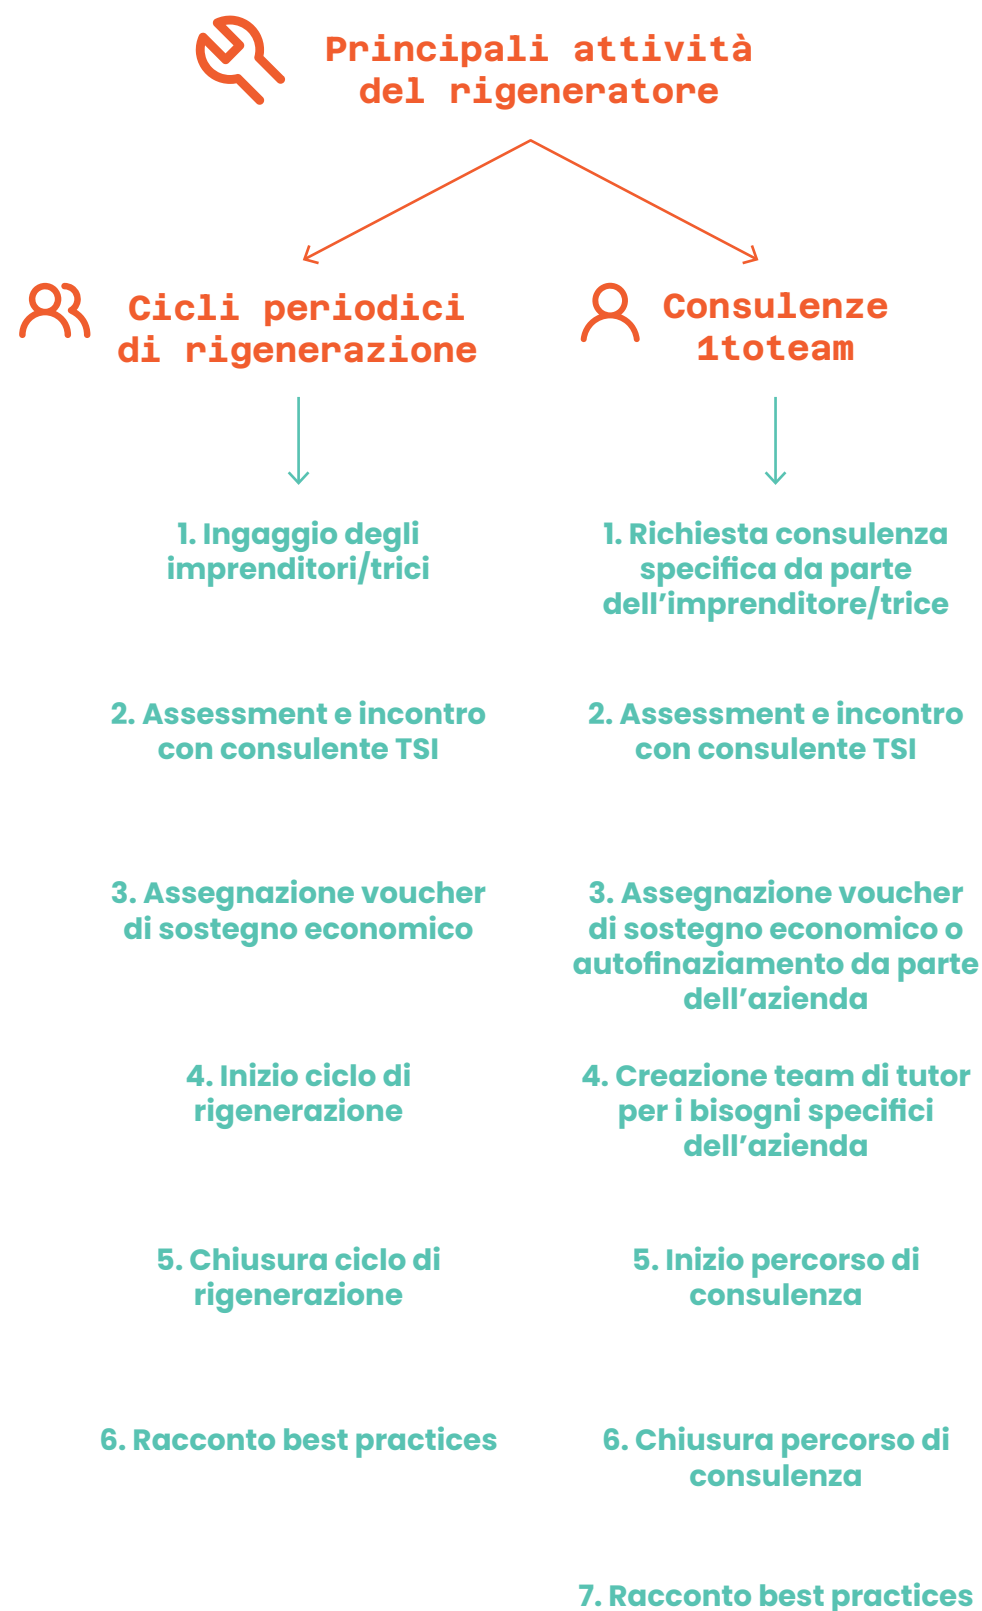 Principali attività
del rigeneratore
Cicli periodici
di rigenerazione
1. Ingaggio degli
imprenditori/trici
2. Assessment e incontro
con consulente TSI
3. Assegnazione voucher
di sostegno economico
4. Inizio ciclo di
rigenerazione
5. Chiusura ciclo di
rigenerazione
6. Racconto best practices
Consulenze
1toteam
1. Richiesta consulenza
specifica da parte
dell’imprenditore/trice
2. Assessment e incontro
con consulente TSI
3. Assegnazione voucher
di sostegno economico o
autofinaziamento da parte
dell’azienda
4. Creazione team di tutor
per i bisogni specifici
dell’azienda
5. Inizio percorso di
consulenza
6. Chiusura percorso di
consulenza
7. Racconto best practices